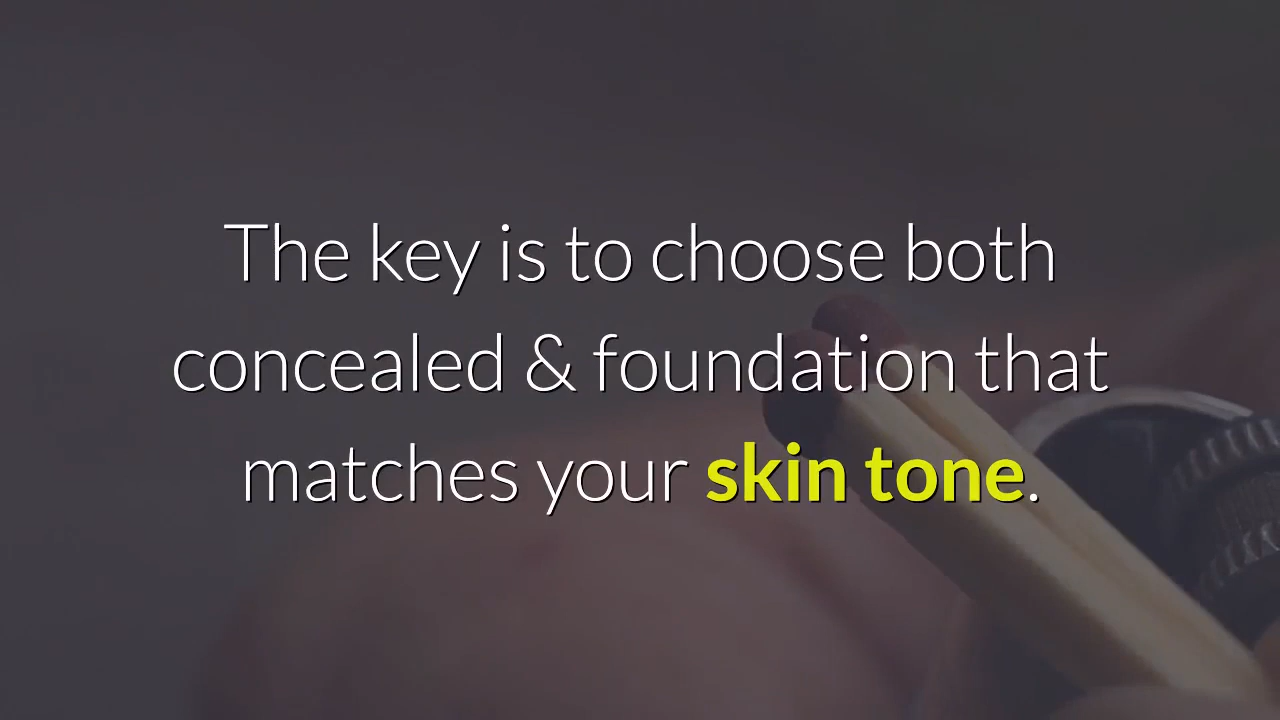 The key is to choose both
concealed & foundation that
matches your skin tone.